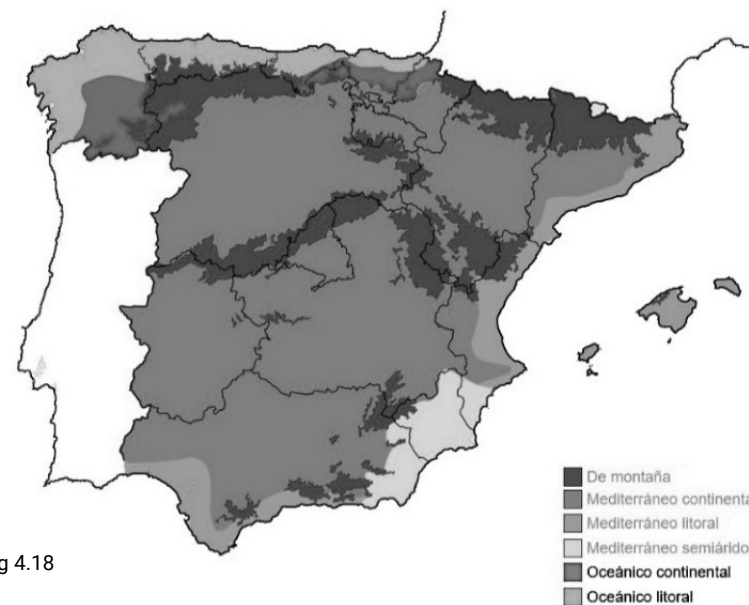 De montaña
Mediterráneo continenta
Mediterráneo litoral
Mediterráneo semiárido
Oceánico continental
Oceánico litoral
g 4.18